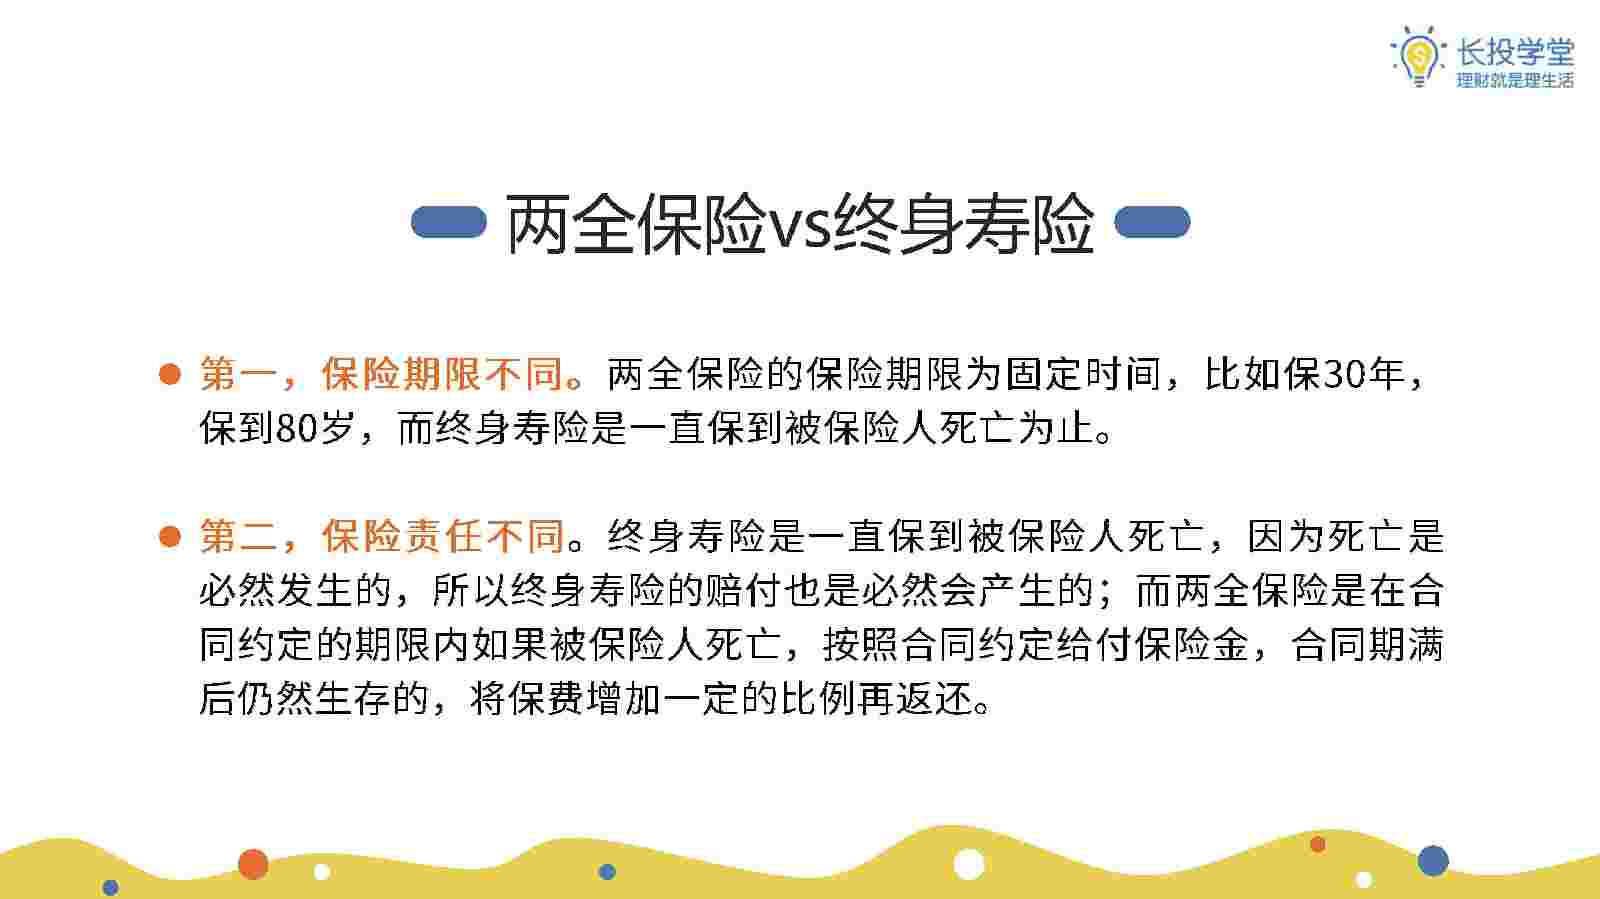 长投学堂
理财就是理生活
两全保险vs终身寿险
第一，保险期限不同。两全保险的保险期限为固定时间，比如保30年，
保到80岁，而终身寿险是一直保到被保险人死亡为止。
第二，保险责任不同。终身寿险是一直保到被保险人死亡，因为死亡是
必然发生的，所以终身寿险的赔付也是必然会产生的；而两全保险是在合
同约定的期限内如果被保险人死亡，按照合同约定给付保险金，合同期满
后仍然生存的，将保费增加一定的比例再返还。